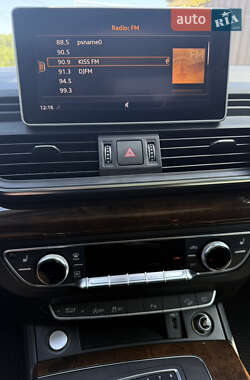 auto RIA
Radio: FM
88.5 psname0
90.5
90.9 KISS FM
91.3 DJFM
94.5
99.3
12:16